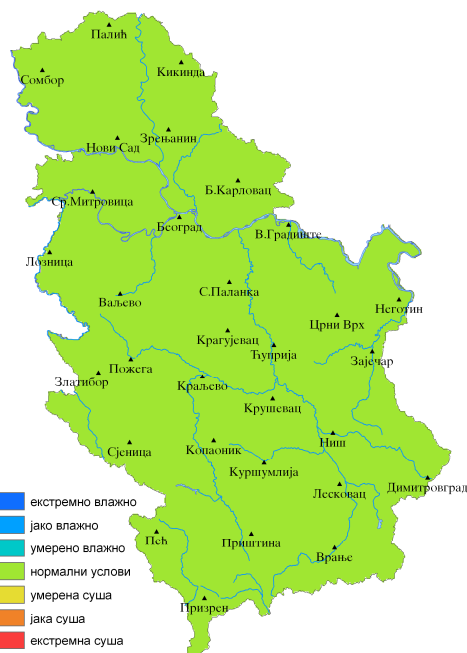 Палић
Кикинда
Сомбор
Зрењанин
Нови Сад
Б.Карловац
Ср.Митровица
Београд
В.Градиште
Лозница
С.Паланка
Ваљево
Неготин
Црни Врх
Крагујевац
Ћуприја
Зајечар
Пожега
Златибор
Краљево
Крушевац
Ниш
Сјеница
Копаоник
Куршумлија
Лесковац
Димитровград
Пећ
Приштина
Врање
Призрен
екстремно влажно
јако влажно
умерено влажно
нормални услови
умерена суша
јака суша
екстремна суша